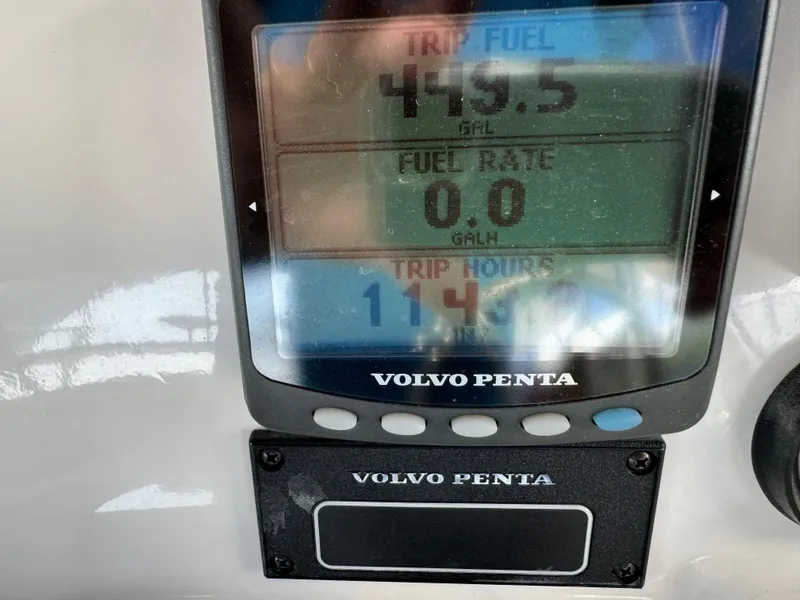 TRIP FUEL
449.5
GAL
FUEL RATE
0.0
GALH
TRIP HOURS
VOLVO PENTA
VOLVO PENTA